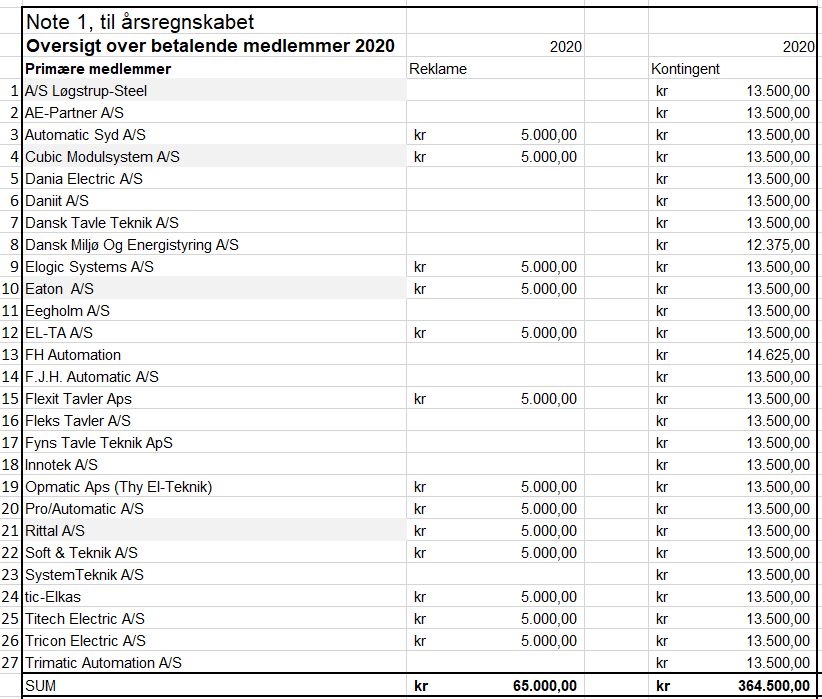 Note 1, til årsregnskabet
Oversigt over betalende medlemmer 2020 2020 2020
Primære medlemmer Reklame Kontingent
1 A/S Løgstrup-Steel kr 13.500,00
2 AE-Partner A/S kr 13.500,00
3 Automatic Syd A/S kr 5.000,00 kr 13.500,00
4 Cubic Modulsystem A/S kr 5.000,00 kr 13.500,00
5 Dania Electric A/S kr 13.500,00
6 Daniit A/S kr 13.500,00
7 Dansk Tavle Teknik A/S kr 13.500,00
8 Dansk Miljø Og Energistyring A/S kr 12.375,00
9 Elogic Systems A/S kr 5.000,00 kr 13.500,00
10 Eaton A/S kr 5.000,00 kr 13.500,00
11 Eegholm A/S kr 13.500,00
12 EL-TA A/S kr 5.000,00 kr 13.500,00
13 FH Automation kr 14.625,00
14 F.J.H. Automatic A/S kr 13.500,00
15 Flexit Tavler Aps kr 5.000,00 kr 13.500,00
16 Fleks Tavler A/S kr 13.500,00
17 Fyns Tavle Teknik ApS kr 13.500,00
18 Innotek A/S kr 13.500,00
19 Opmatic Aps (Thy El-Teknik) kr 5.000,00 kr 13.500,00
20 Pro/Automatic A/S kr 5.000,00 kr 13.500,00
21 Rittal A/S kr 5.000,00 kr 13.500,00
22 Soft & Teknik A/S kr 5.000,00 kr 13.500,00
23 SystemTeknik A/S kr 13.500,00
24 tic-Elkas kr 5.000,00 kr 13.500,00
25 Titech Electric A/S kr 5.000,00 kr 13.500,00
26 Tricon Electric A/S kr 5.000,00 kr 13.500,00
27 Trimatic Automation A/S kr 13.500,00
SUM kr 65.000,00 kr 364.500,00